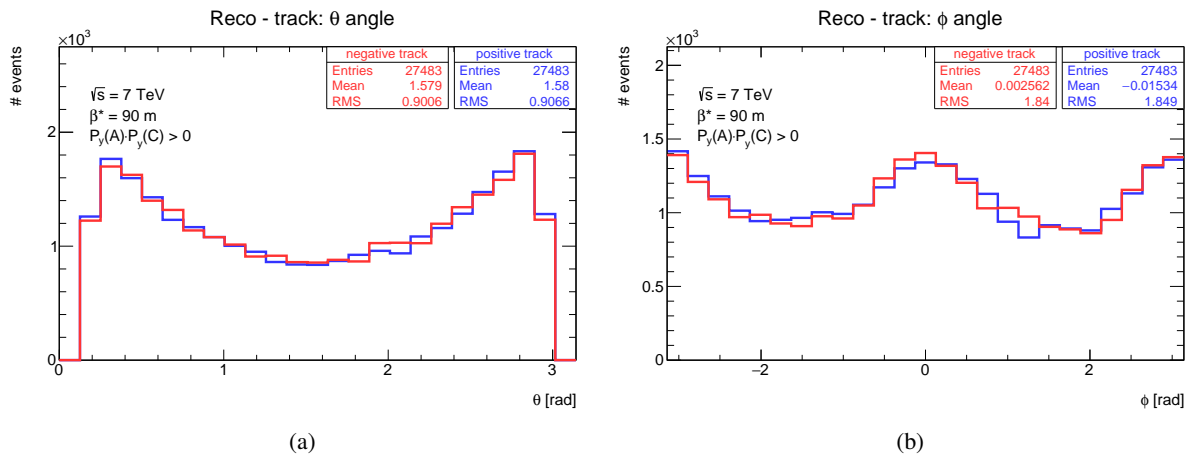 Reco - track: θ angle
×10³
# events
negative track
Entries 27483
Mean 1.579
RMS 0.9006
positive track
Entries 27483
Mean 1.58
RMS 0.9066
√s = 7 TeV
β* = 90 m
P_y(A)·P_y(C) > 0
2
1
0
0 1 2 3
θ [rad]
(a)
Reco - track: ϕ angle
×10³
# events
negative track
Entries 27483
Mean 0.002562
RMS 1.84
positive track
Entries 27483
Mean −0.01534
RMS 1.849
√s = 7 TeV
β* = 90 m
P_y(A)·P_y(C) > 0
2
1.5
1
0.5
0
−2 0 2
ϕ [rad]
(b)